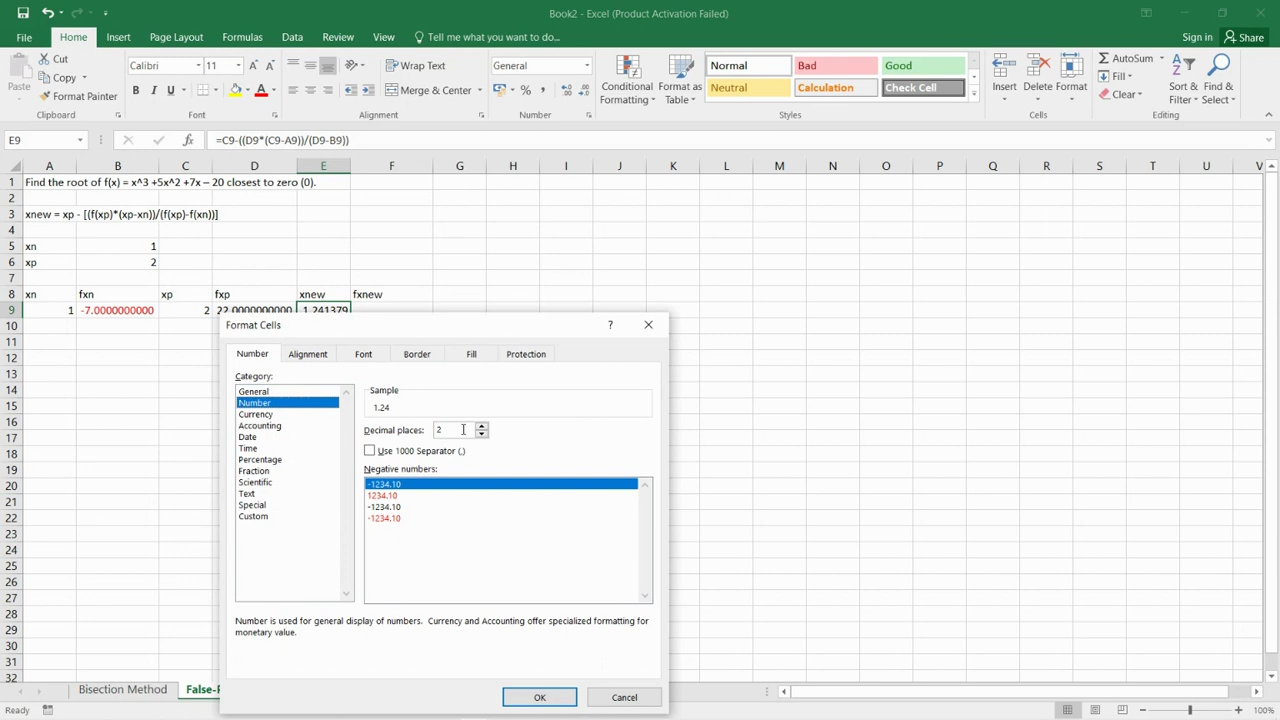 Book2 - Excel (Product Activation Failed)
File Home Insert Page Layout Formulas Data Review View Tell me what you want to do... Sign in Share
Paste
Cut
Copy
Format Painter
Calibri 11
B I U
A A
Wrap Text
Merge & Center
General
% ,
Conditional Formatting
Format as Table
Normal Bad Good
Neutral Calculation Check Cell
Insert Delete Format
AutoSum
Fill
Clear
Sort & Filter
Find & Select
Clipboard Font Alignment Number Styles Cells Editing
E9 fx =C9-((D9*(C9-A9))/(D9-B9))
A B C D E F G H I J K L M N O P Q R S T U V
1 Find the root of f(x) = x^3 +5x^2 +7x – 20 closest to zero (0).
2
3 xnew = xp - [(f(xp)*(xp-xn))/(f(xp)-f(xn))]
4
5 xn 1
6 xp 2
7
8 xn fxn xp fxp xnew fxnew
9 1 -7.0000000000 2 22.0000000000 1.241379
10
11
12
13
14
15
16
17
18
19
20
21
22
23
24
25
26
27
28
29
30
31
32
Format Cells ?
Number Alignment Font Border Fill Protection
Category:
General
Number
Currency
Accounting
Date
Time
Percentage
Fraction
Scientific
Text
Special
Custom
Sample
1.24
Decimal places: 2
Use 1000 Separator (,)
Negative numbers:
-1234.10
1234.10
-1234.10
-1234.10
Number is used for general display of numbers. Currency and Accounting offer specialized formatting for
monetary value.
OK Cancel
Bisection Method
Ready 100%